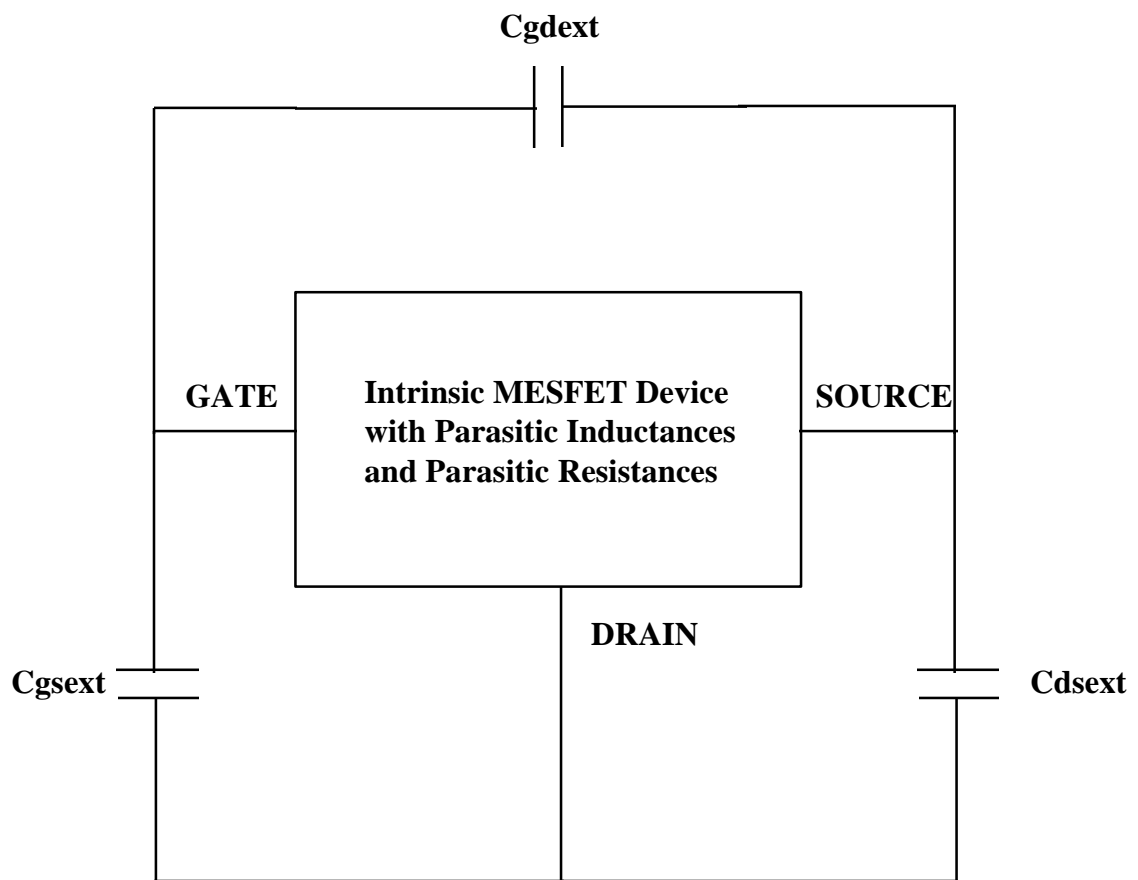 Cgdext
GATE
Intrinsic MESFET Device
with Parasitic Inductances
and Parasitic Resistances
SOURCE
DRAIN
Cgsext
Cdsext